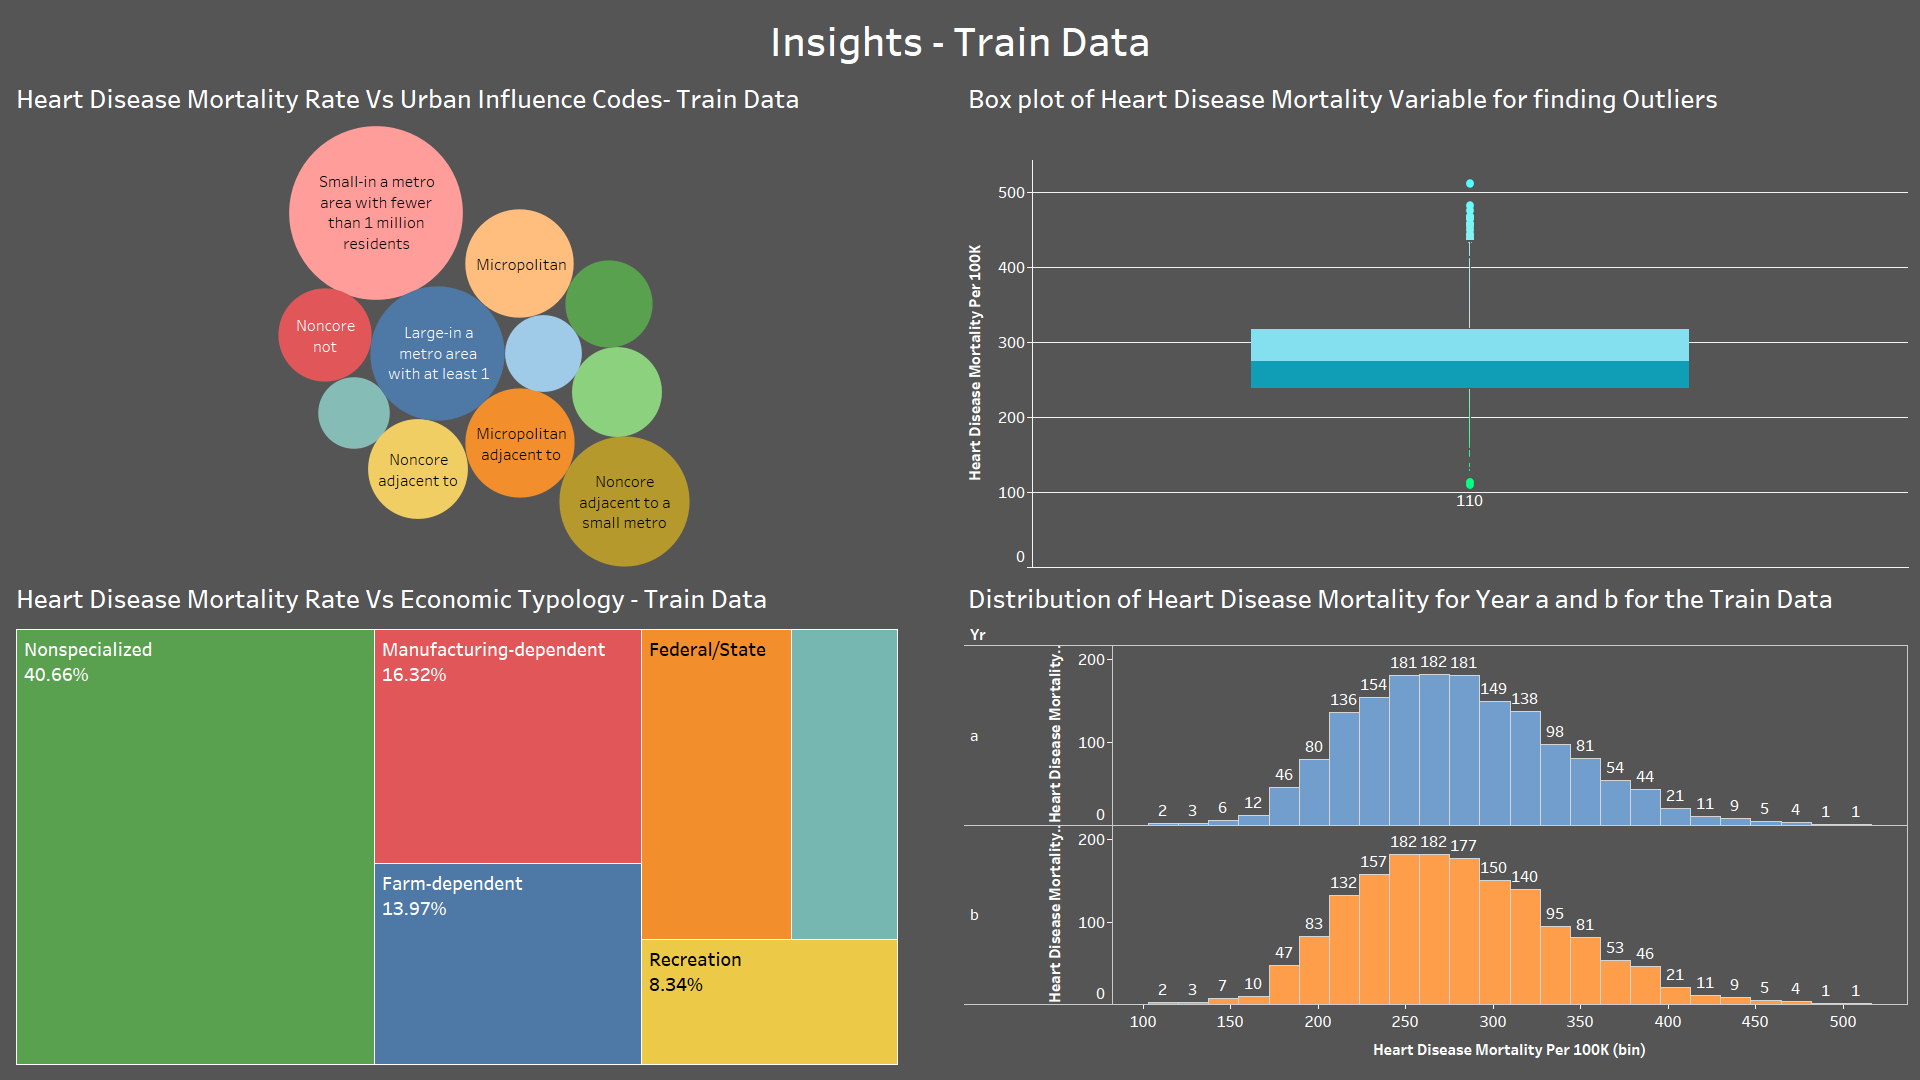 Insights - Train Data
Heart Disease Mortality Rate Vs Urban Influence Codes- Train Data
Small-in a metro
area with fewer
than 1 million
residents
Micropolitan
Noncore
not
Large-in a
metro area
with at least 1
Micropolitan
adjacent to
Noncore
adjacent to
Noncore
adjacent to a
small metro
Box plot of Heart Disease Mortality Variable for finding Outliers
Heart Disease Mortality Per 100K
500
400
300
200
100
0
110
Heart Disease Mortality Rate Vs Economic Typology - Train Data
Nonspecialized
40.66%
Manufacturing-dependent
16.32%
Farm-dependent
13.97%
Federal/State
Recreation
8.34%
Distribution of Heart Disease Mortality for Year a and b for the Train Data
Yr
a
Heart Disease Mortality..
200
100
0
2 3 6 12 46 80 136 154 181 182 181 149 138 98 81 54 44 21 11 9 5 4 1 1
b
Heart Disease Mortality..
200
100
0
2 3 7 10 47 83 132 157 182 182 177 150 140 95 81 53 46 21 11 9 5 4 1 1
100 150 200 250 300 350 400 450 500
Heart Disease Mortality Per 100K (bin)